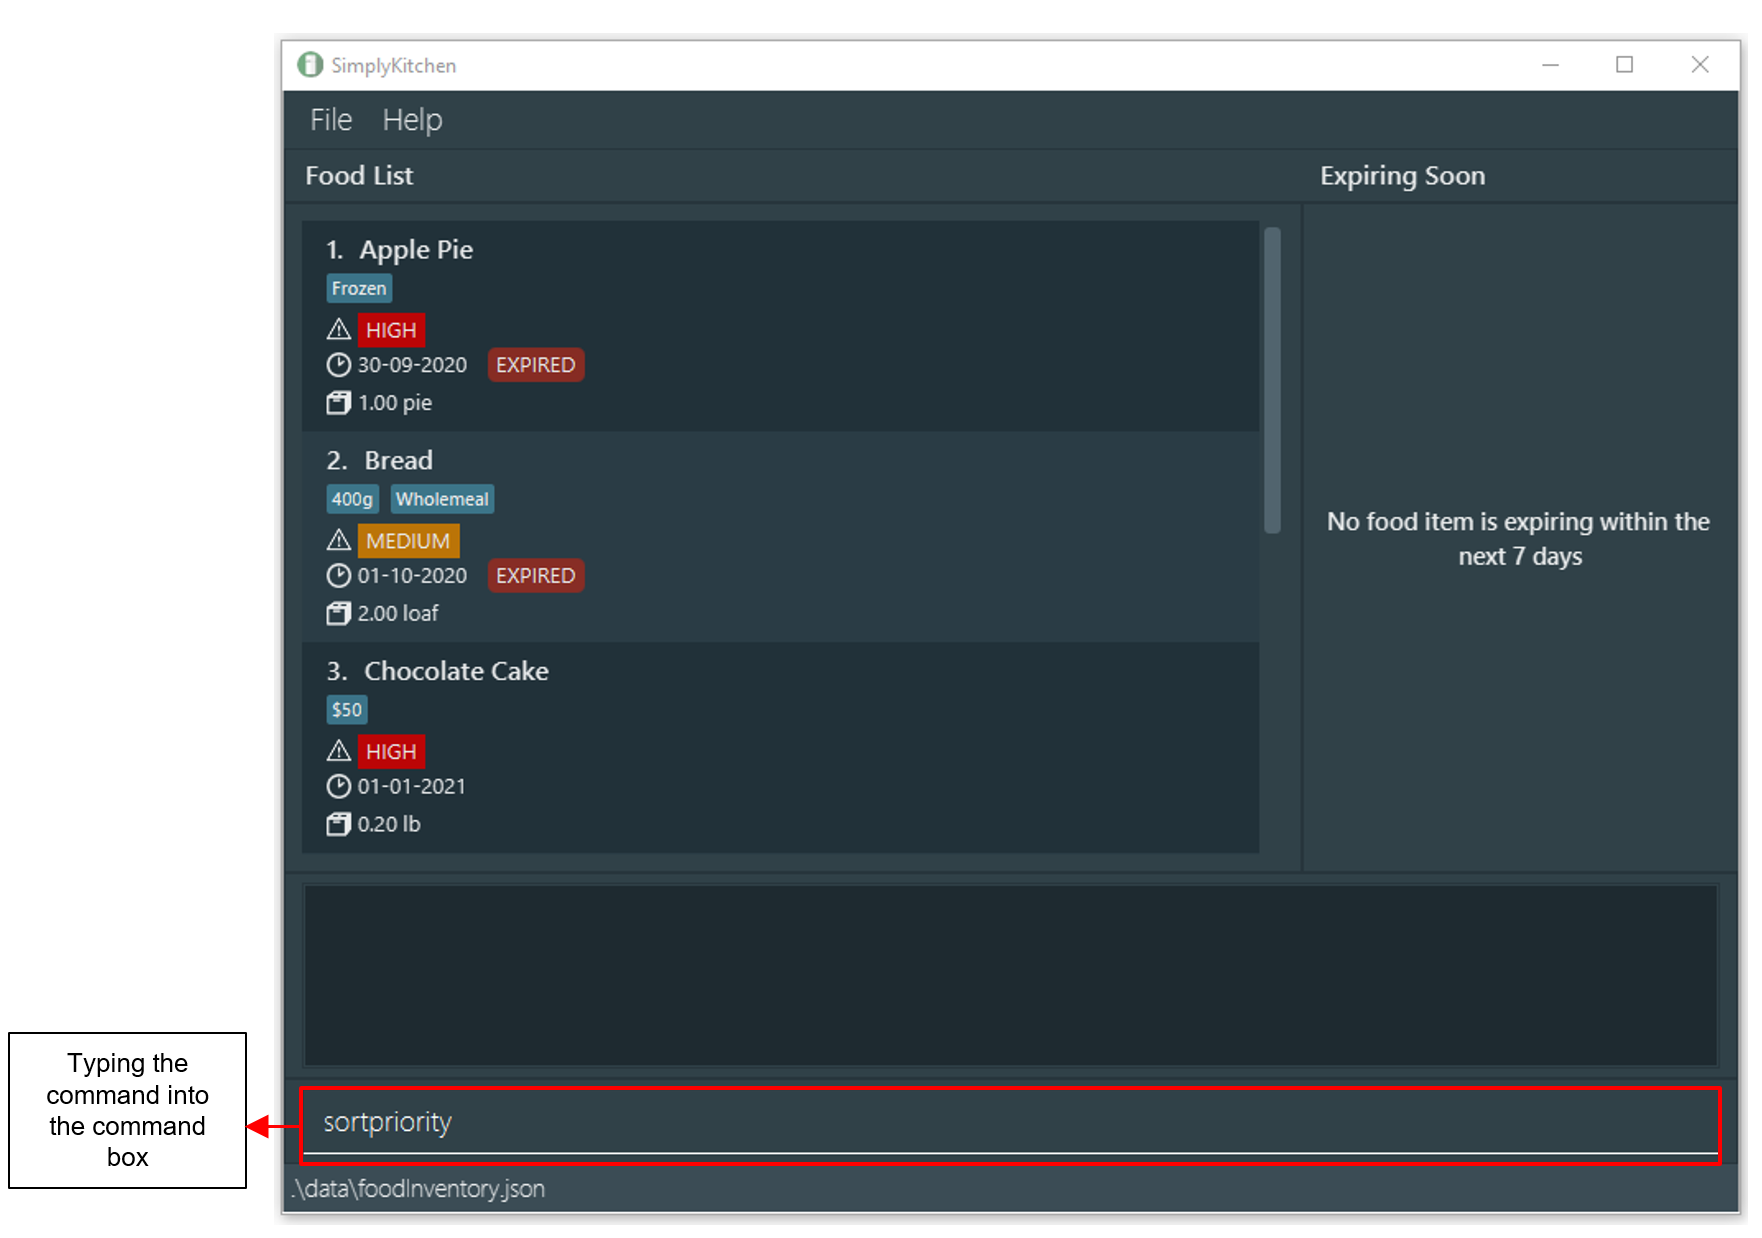 SimplyKitchen
File Help
Food List
Expiring Soon
1. Apple Pie
Frozen
HIGH
30-09-2020 EXPIRED
1.00 pie
2. Bread
400g Wholemeal
MEDIUM
01-10-2020 EXPIRED
2.00 loaf
3. Chocolate Cake
$50
HIGH
01-01-2021
0.20 lb
No food item is expiring within the
next 7 days
Typing the
command into
the command
box
sortpriority
.\data\foodInventory.json